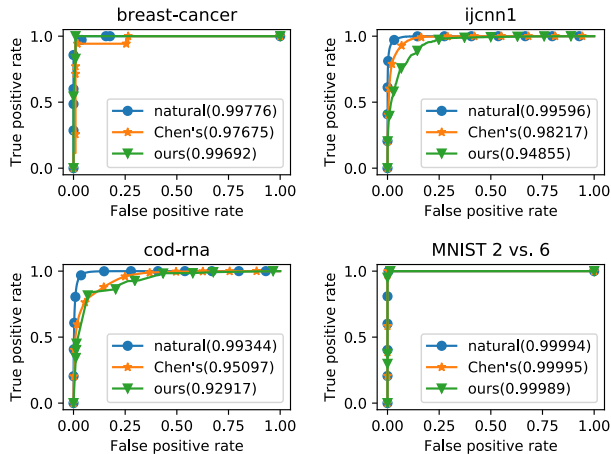 breast-cancer
1.0
0.5
0.0
True positive rate
natural(0.99776)
Chen's(0.97675)
ours(0.99692)
0.00 0.25 0.50 0.75 1.00
False positive rate
ijcnn1
1.0
0.5
0.0
True positive rate
natural(0.99596)
Chen's(0.98217)
ours(0.94855)
0.00 0.25 0.50 0.75 1.00
False positive rate
cod-rna
1.0
0.5
0.0
True positive rate
natural(0.99344)
Chen's(0.95097)
ours(0.92917)
0.00 0.25 0.50 0.75 1.00
False positive rate
MNIST 2 vs. 6
1.0
0.5
0.0
True positive rate
natural(0.99994)
Chen's(0.99995)
ours(0.99989)
0.00 0.25 0.50 0.75 1.00
False positive rate